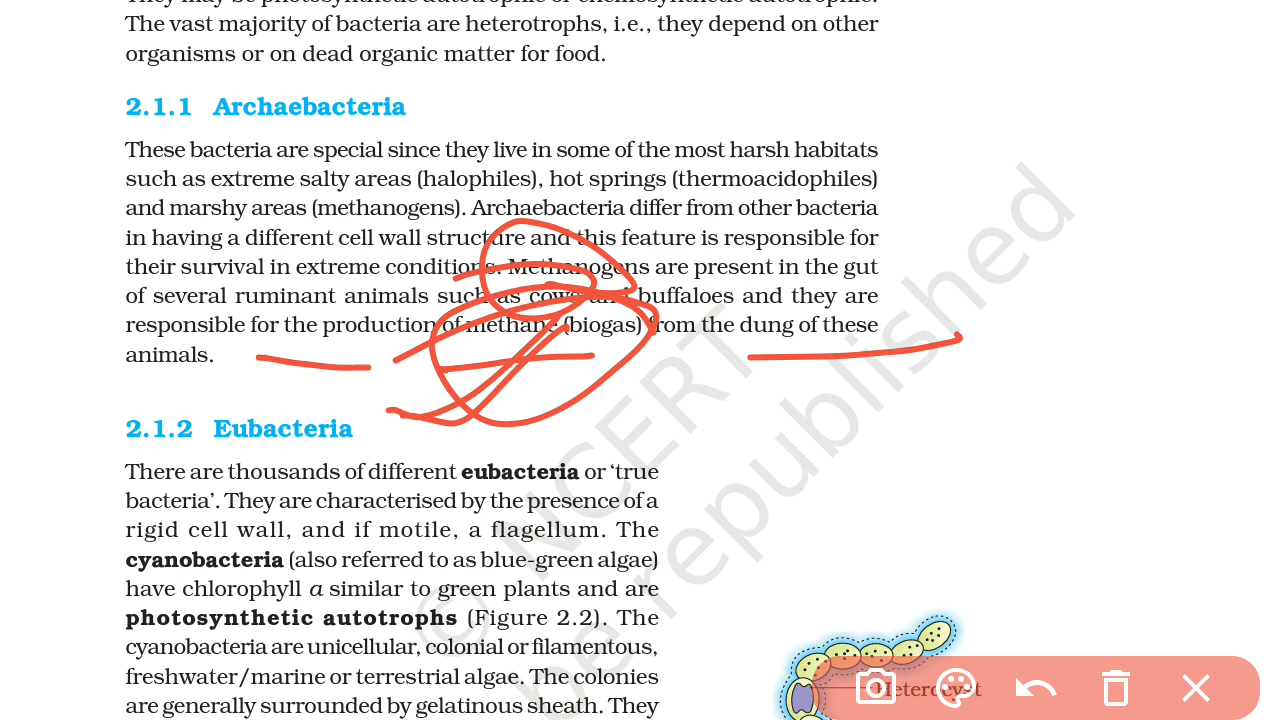 The vast majority of bacteria are heterotrophs, i.e., they depend on other
organisms or on dead organic matter for food.
2.1.1 Archaebacteria
These bacteria are special since they live in some of the most harsh habitats
such as extreme salty areas (halophiles), hot springs (thermoacidophiles)
and marshy areas (methanogens). Archaebacteria differ from other bacteria
in having a different cell wall structure and this feature is responsible for
their survival in extreme conditions. Methanogens are present in the gut
of several ruminant animals such as cows and buffaloes and they are
responsible for the production of methane (biogas) from the dung of these
animals.
2.1.2 Eubacteria
There are thousands of different eubacteria or ‘true
bacteria’. They are characterised by the presence of a
rigid cell wall, and if motile, a flagellum. The
cyanobacteria (also referred to as blue-green algae)
have chlorophyll a similar to green plants and are
photosynthetic autotrophs (Figure 2.2). The
cyanobacteria are unicellular, colonial or filamentous,
freshwater/marine or terrestrial algae. The colonies
are generally surrounded by gelatinous sheath. They
Heterocyst
© NCERT
be republished